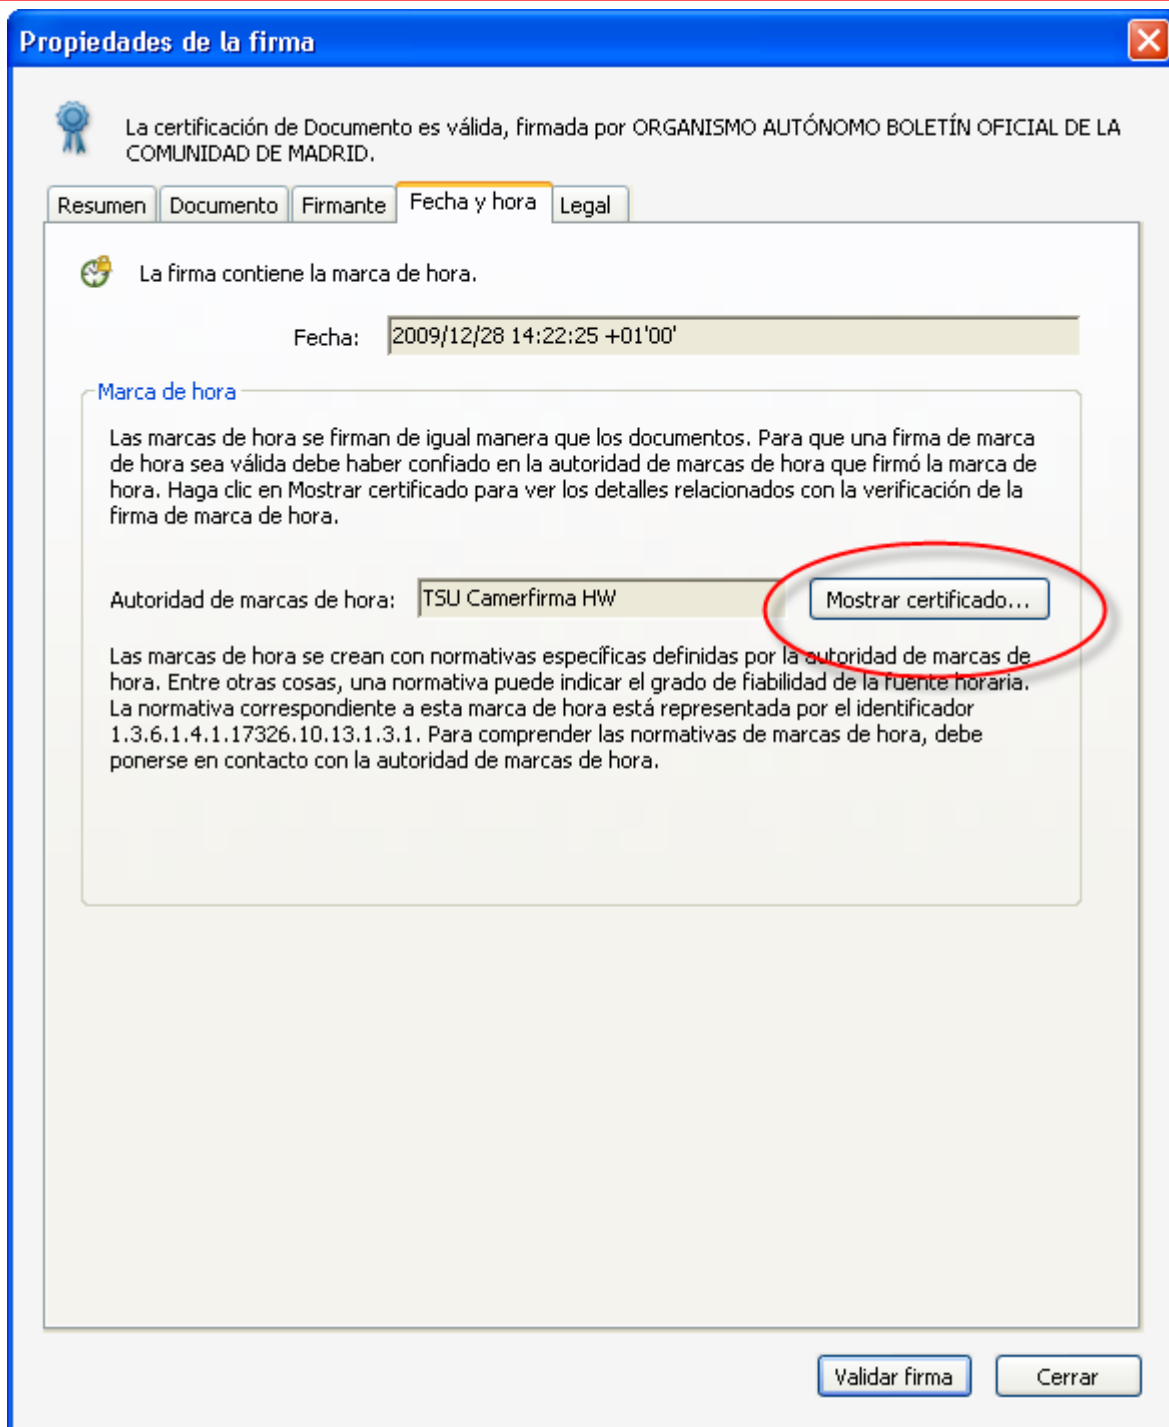 Propiedades de la firma
La certificación de Documento es válida, firmada por ORGANISMO AUTÓNOMO BOLETÍN OFICIAL DE LA
COMUNIDAD DE MADRID.
Resumen Documento Firmante Fecha y hora Legal
La firma contiene la marca de hora.
Fecha: 2009/12/28 14:22:25 +01'00'
Marca de hora
Las marcas de hora se firman de igual manera que los documentos. Para que una firma de marca
de hora sea válida debe haber confiado en la autoridad de marcas de hora que firmó la marca de
hora. Haga clic en Mostrar certificado para ver los detalles relacionados con la verificación de la
firma de marca de hora.
Autoridad de marcas de hora: TSU Camerfirma HW Mostrar certificado...
Las marcas de hora se crean con normativas específicas definidas por la autoridad de marcas de
hora. Entre otras cosas, una normativa puede indicar el grado de fiabilidad de la fuente horaria.
La normativa correspondiente a esta marca de hora está representada por el identificador
1.3.6.1.4.1.17326.10.13.1.3.1. Para comprender las normativas de marcas de hora, debe
ponerse en contacto con la autoridad de marcas de hora.
Validar firma Cerrar